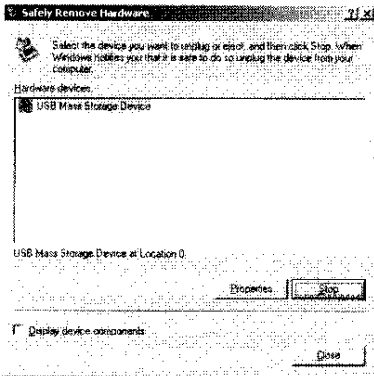 Safely Remove Hardware
Select the device you want to unplug or eject, and then click Stop. When
Windows notifies you that it is safe to do so unplug the device from your
computer.
Hardware devices:
USB Mass Storage Device
USB Mass Storage Device at Location 0
Properties
Stop
Display device components
Close